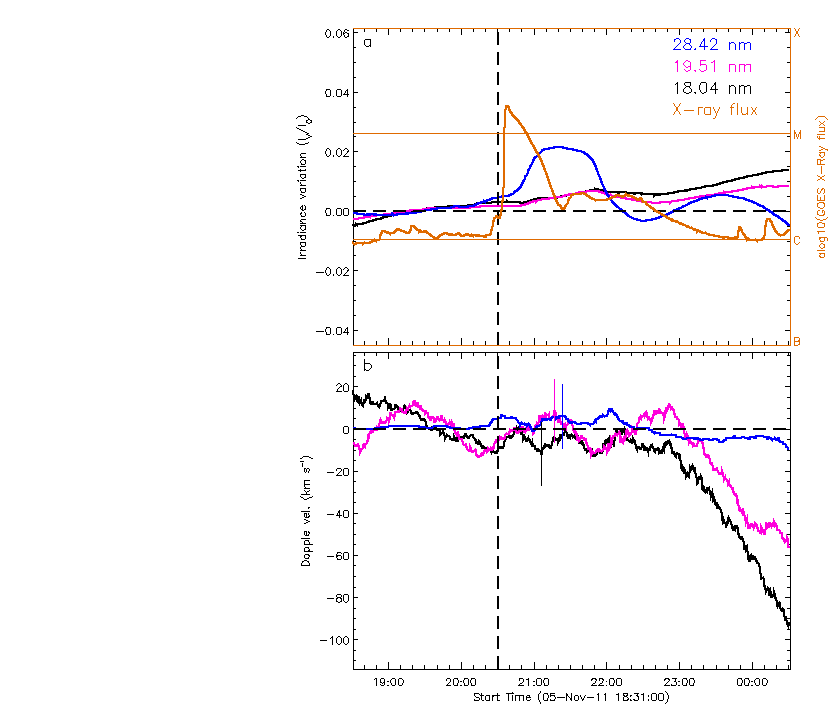 a
28.42 nm
19.51 nm
18.04 nm
X-ray flux
0.06
0.04
0.02
0.00
-0.02
-0.04
Irradiance variation (I_v/I_0)
X
M
C
B
alog10(GOES X-Ray flux)
b
20
0
-20
-40
-60
-80
-100
Dopple vel. (km s⁻¹)
19:00 20:00 21:00 22:00 23:00 00:00
Start Time (05-Nov-11 18:31:00)